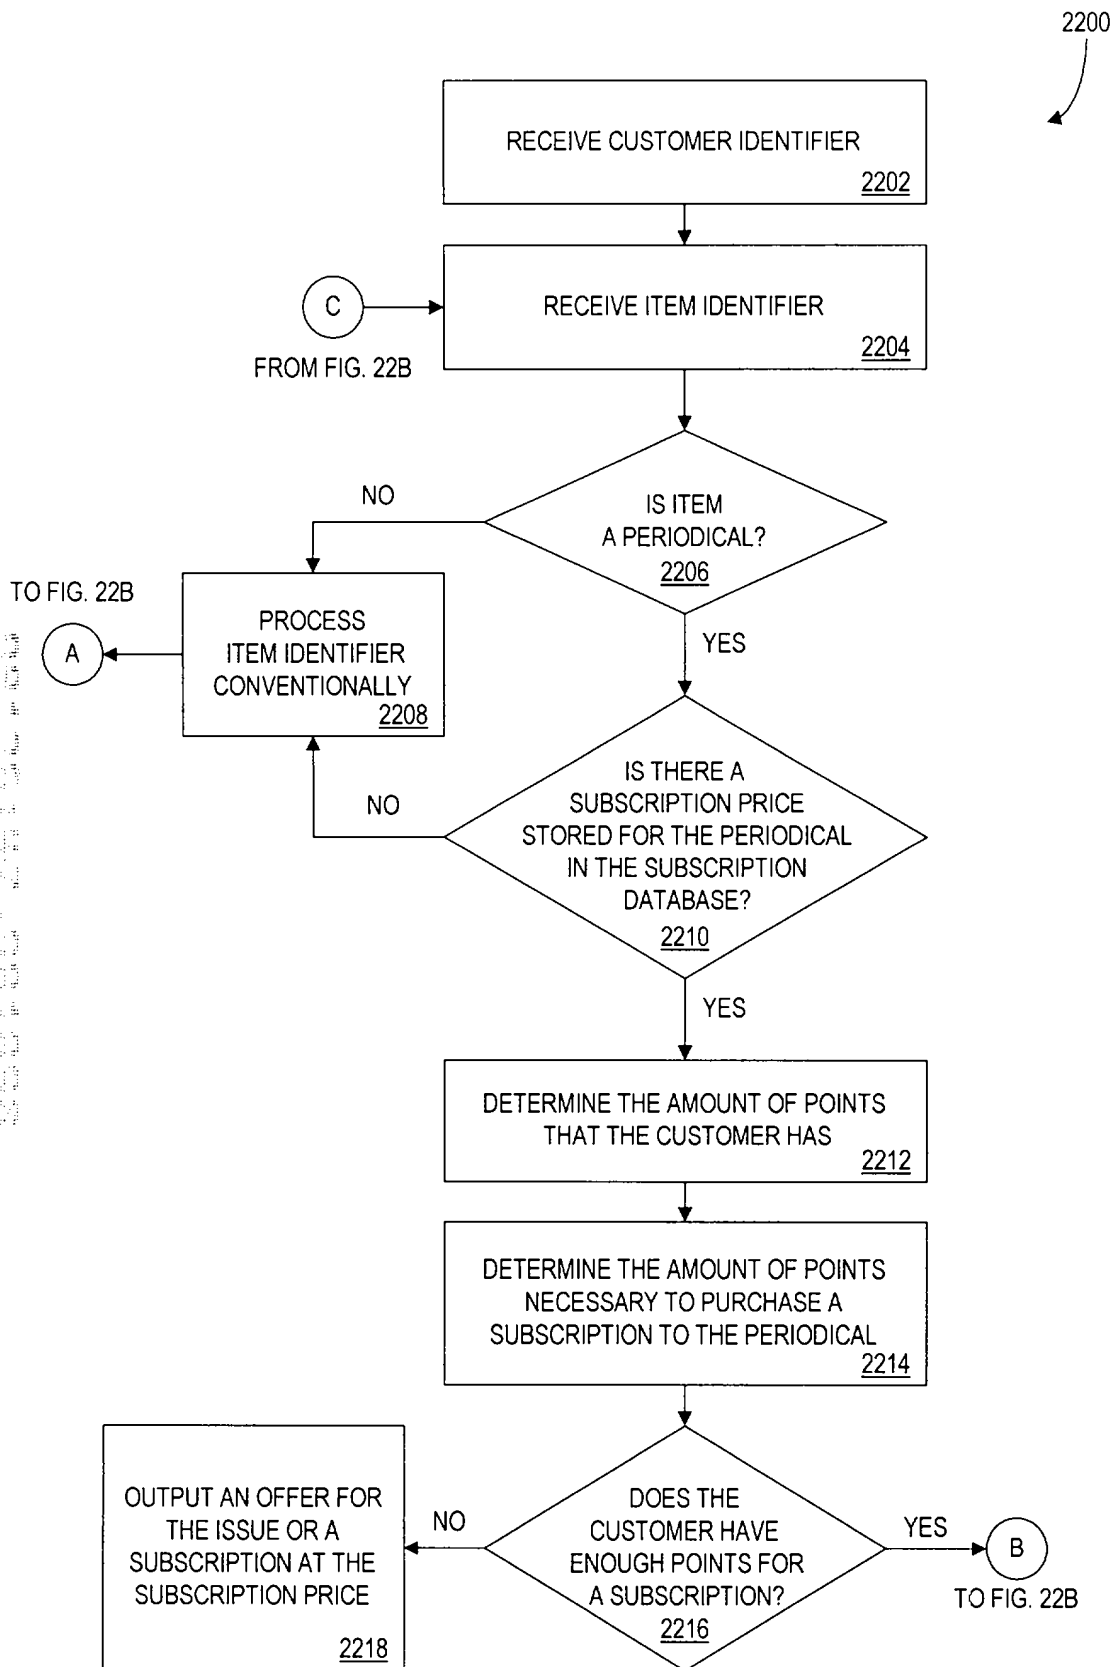 2200
RECEIVE CUSTOMER IDENTIFIER
2202
C
RECEIVE ITEM IDENTIFIER
2204
FROM FIG. 22B
NO
IS ITEM
A PERIODICAL?
2206
TO FIG. 22B
A
PROCESS
ITEM IDENTIFIER
CONVENTIONALLY
2208
YES
NO
IS THERE A
SUBSCRIPTION PRICE
STORED FOR THE PERIODICAL
IN THE SUBSCRIPTION
DATABASE?
2210
YES
DETERMINE THE AMOUNT OF POINTS
THAT THE CUSTOMER HAS
2212
DETERMINE THE AMOUNT OF POINTS
NECESSARY TO PURCHASE A
SUBSCRIPTION TO THE PERIODICAL
2214
OUTPUT AN OFFER FOR
THE ISSUE OR A
SUBSCRIPTION AT THE
SUBSCRIPTION PRICE
2218
NO
DOES THE
CUSTOMER HAVE
ENOUGH POINTS FOR
A SUBSCRIPTION?
2216
YES
B
TO FIG. 22B